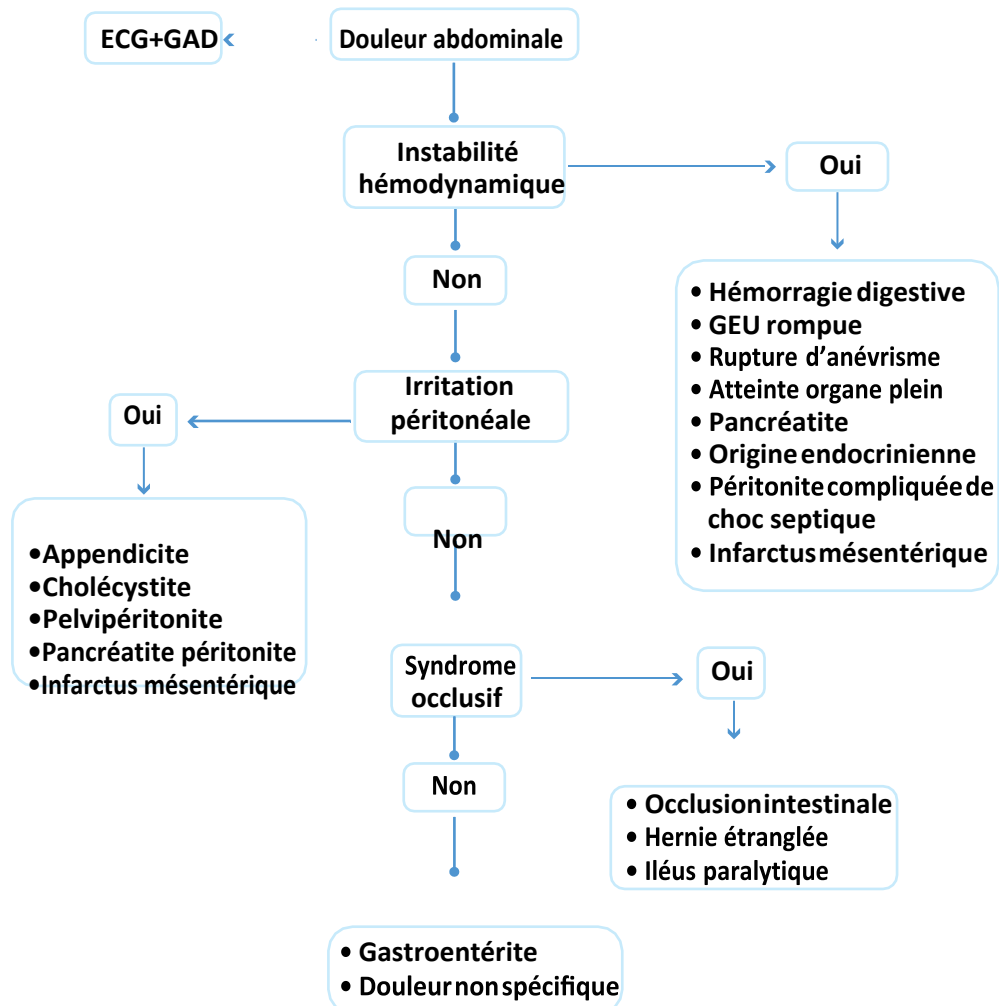 ECG+GAD
Douleur abdominale
Instabilité
hémodynamique
Oui
Non
• Hémorragie digestive
• GEU rompue
• Rupture d'anévrisme
• Atteinte organe plein
• Pancréatite
• Origine endocrinienne
• Péritonite compliquée de
choc septique
• Infarctus mésentérique
Irritation
péritonéale
Oui
Non
•Appendicite
•Cholécystite
•Pelvipéritonite
•Pancréatite péritonite
•Infarctus mésentérique
Syndrome
occlusif
Oui
Non
• Occlusion intestinale
• Hernie étranglée
• Iléus paralytique
• Gastroentérite
• Douleur non spécifique